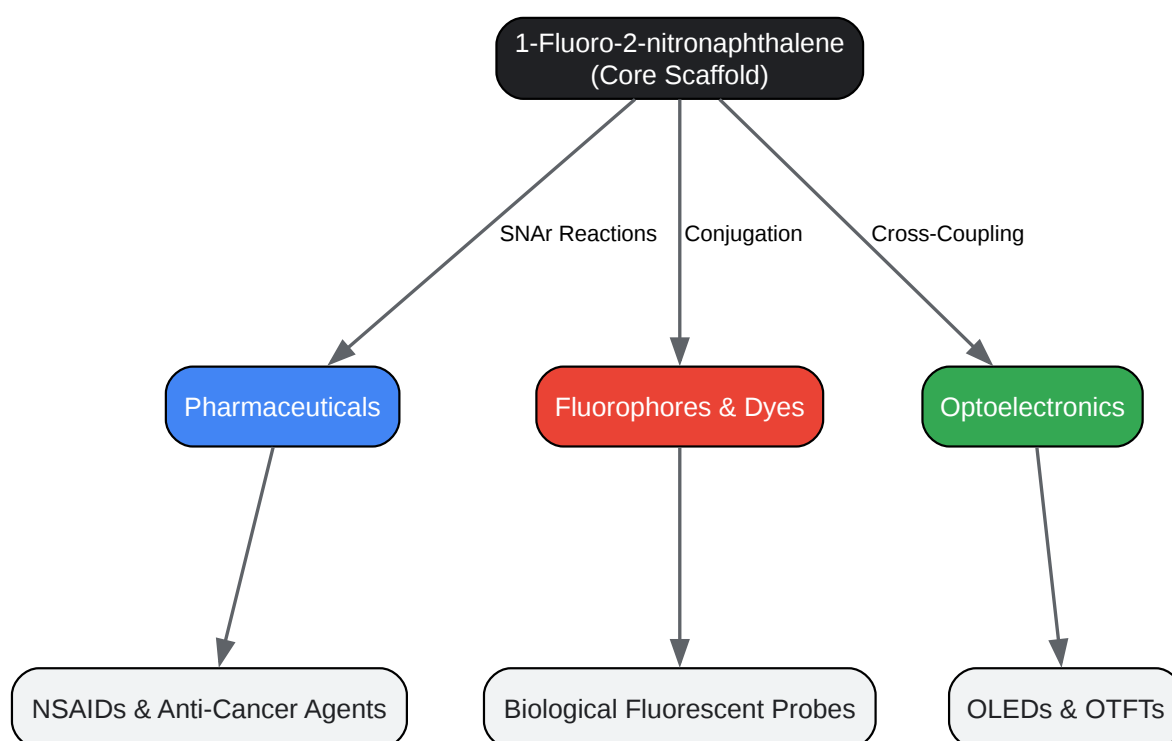 1-Fluoro-2-nitronaphthalene
(Core Scaffold)
SNAr Reactions
Conjugation
Cross-Coupling
Pharmaceuticals
Fluorophores & Dyes
Optoelectronics
NSAIDs & Anti-Cancer Agents
Biological Fluorescent Probes
OLEDs & OTFTs